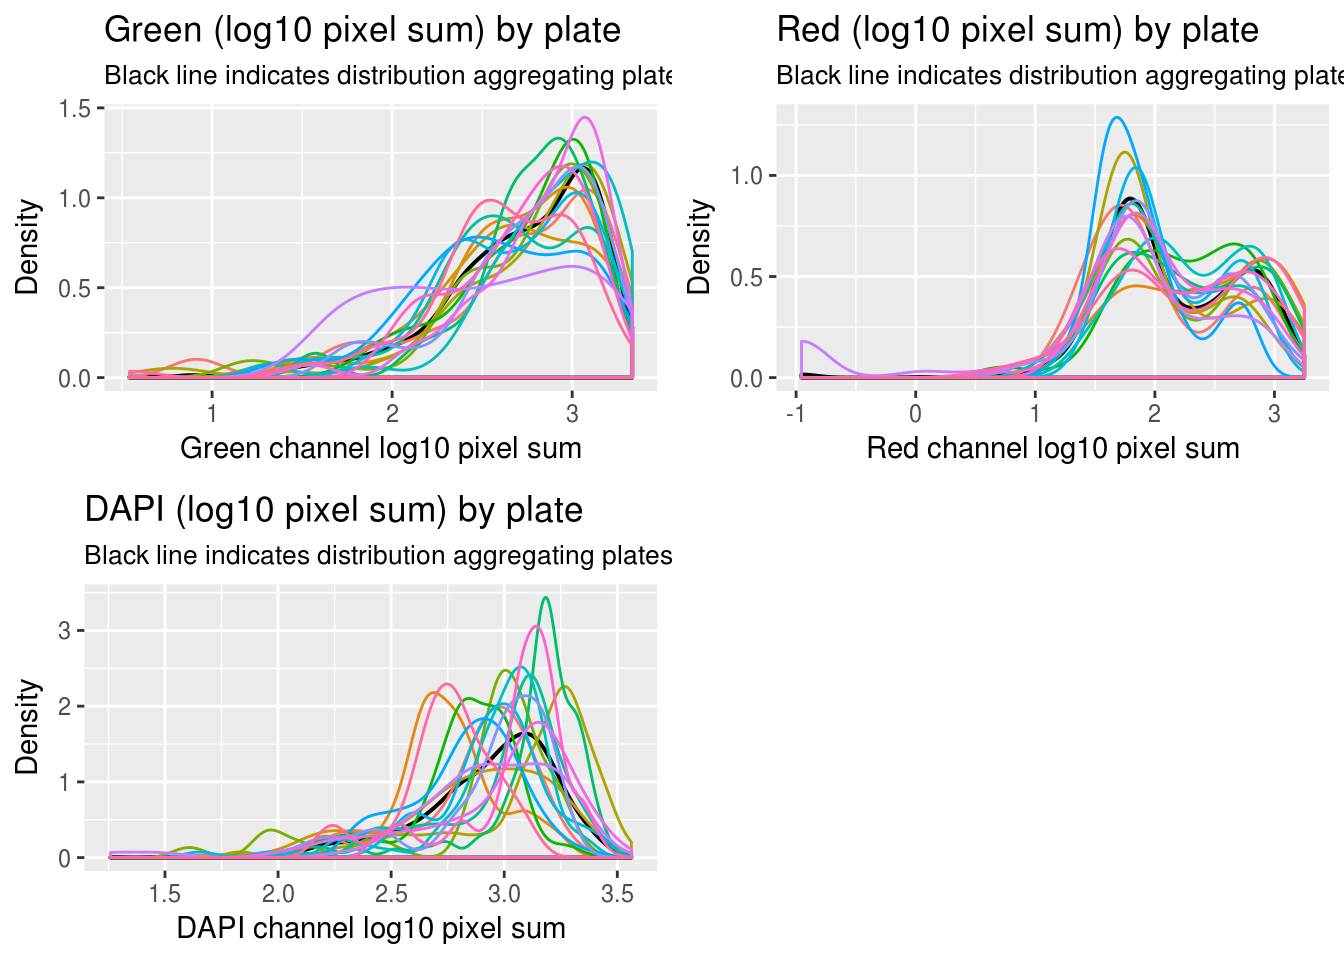 Green (log10 pixel sum) by plate
Black line indicates distribution aggregating plate
1.5
1.0
0.5
0.0
Density
1
2
3
Green channel log10 pixel sum
Red (log10 pixel sum) by plate
Black line indicates distribution aggregating plate
1.0
0.5
0.0
Density
-1
0
1
2
3
Red channel log10 pixel sum
DAPI (log10 pixel sum) by plate
Black line indicates distribution aggregating plates
3
2
1
0
Density
1.5
2.0
2.5
3.0
3.5
DAPI channel log10 pixel sum